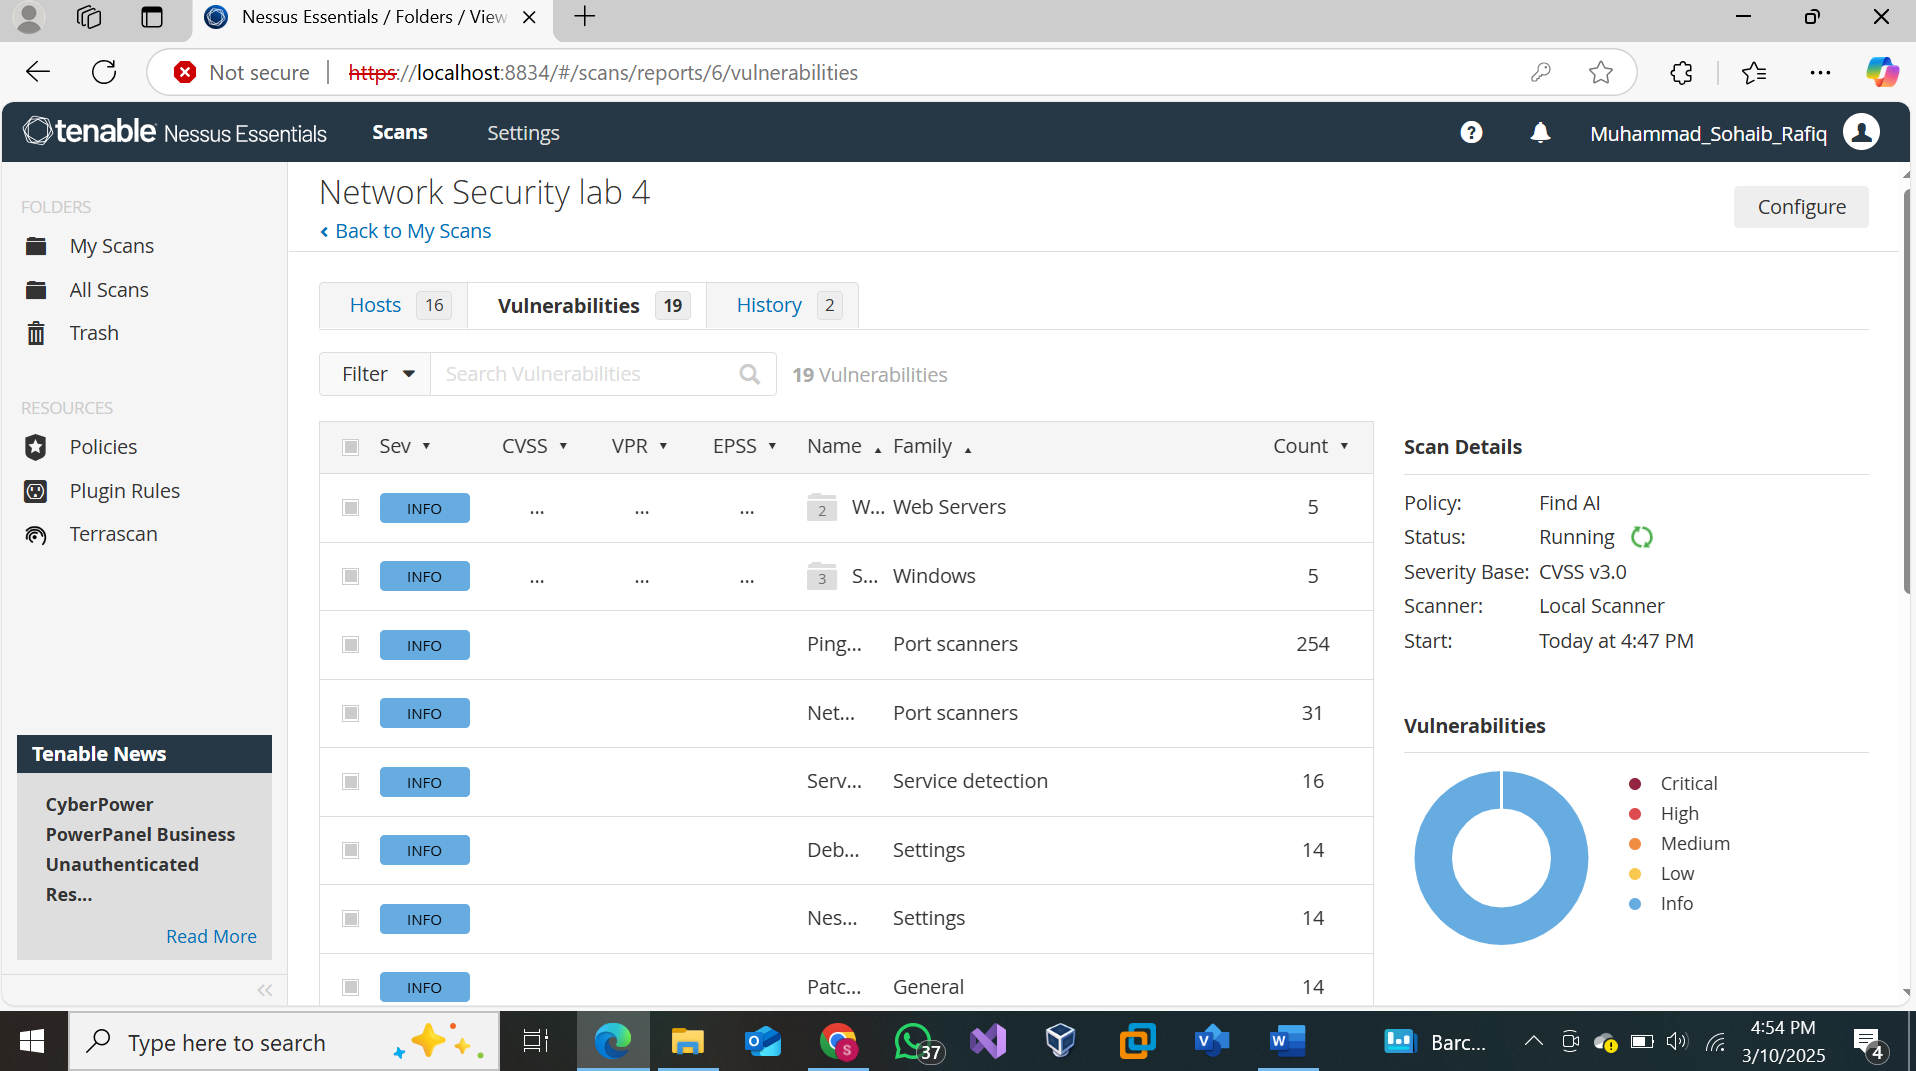 Nessus Essentials / Folders / View
Not secure https://localhost:8834/#/scans/reports/6/vulnerabilities
tenable Nessus Essentials Scans Settings Muhammad_Sohaib_Rafiq
FOLDERS
My Scans
All Scans
Trash
RESOURCES
Policies
Plugin Rules
Terrascan
Tenable News
CyberPower
PowerPanel Business
Unauthenticated
Res...
Read More
Network Security lab 4
Back to My Scans
Configure
Hosts 16 Vulnerabilities 19 History 2
Filter Search Vulnerabilities 19 Vulnerabilities
Sev CVSS VPR EPSS Name Family Count
INFO ... ... ... 2 W... Web Servers 5
INFO ... ... ... 3 S... Windows 5
INFO Ping... Port scanners 254
INFO Net... Port scanners 31
INFO Serv... Service detection 16
INFO Deb... Settings 14
INFO Nes... Settings 14
INFO Patc... General 14
Scan Details
Policy: Find AI
Status: Running
Severity Base: CVSS v3.0
Scanner: Local Scanner
Start: Today at 4:47 PM
Vulnerabilities
Critical
High
Medium
Low
Info
Type here to search 37 Barc... 4:54 PM
3/10/2025 4